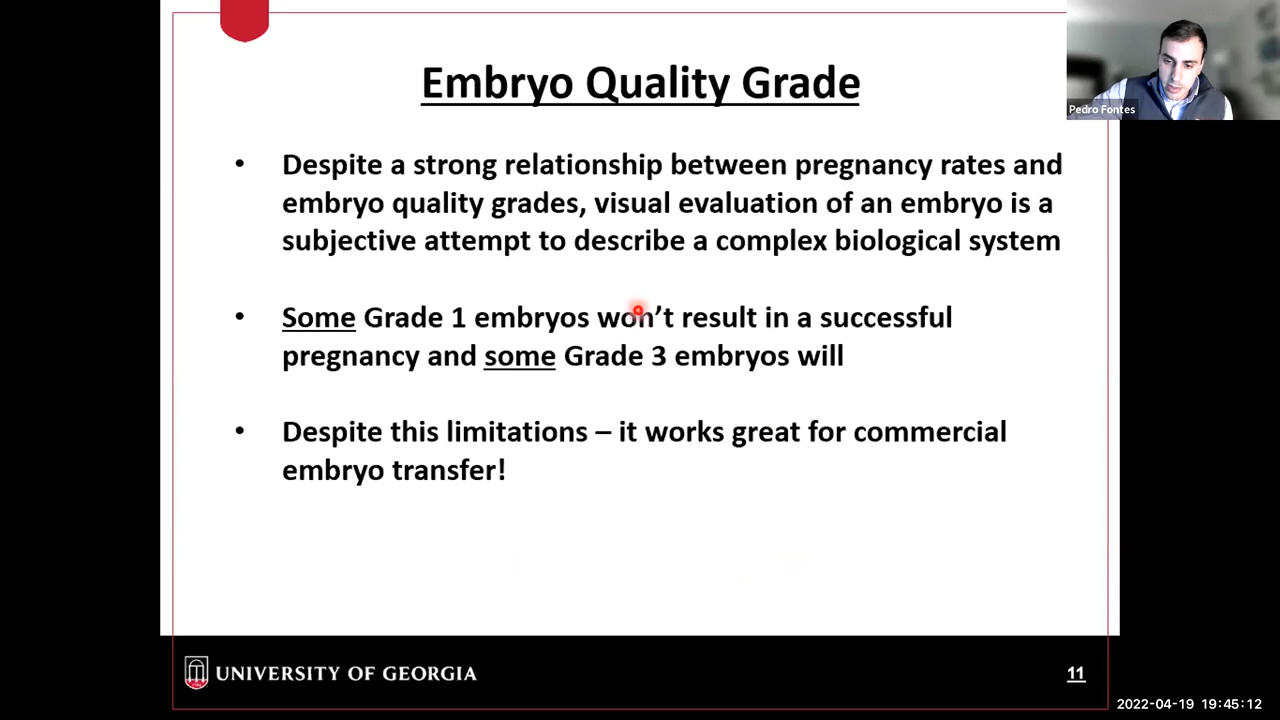 Embryo Quality Grade
Pedro Fontes
• Despite a strong relationship between pregnancy rates and
embryo quality grades, visual evaluation of an embryo is a
subjective attempt to describe a complex biological system
• Some Grade 1 embryos won’t result in a successful
pregnancy and some Grade 3 embryos will
• Despite this limitations – it works great for commercial
embryo transfer!
UNIVERSITY OF GEORGIA
11
2022-04-19 19:45:12